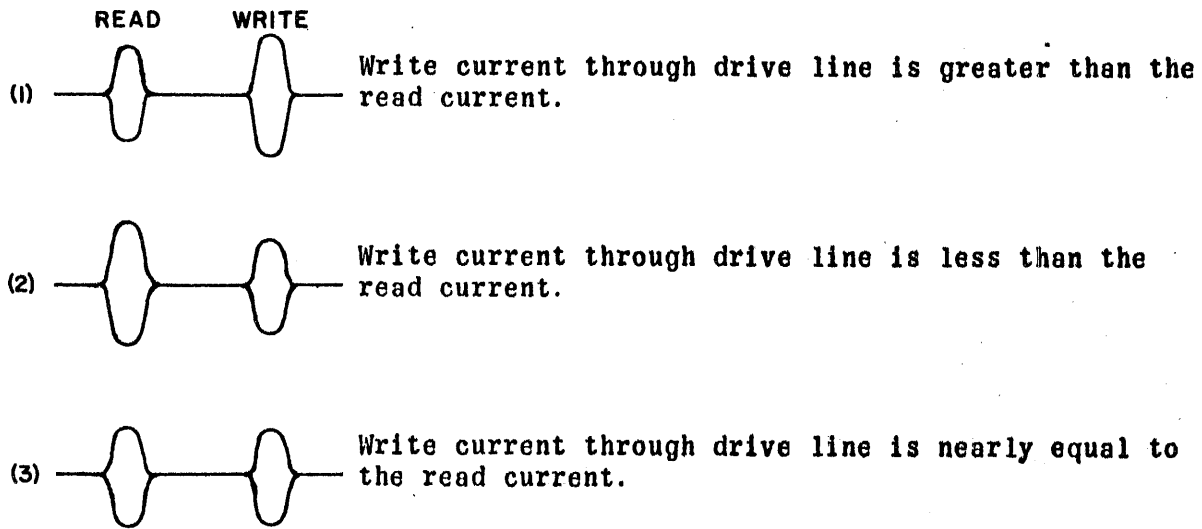 READ WRITE
(1) Write current through drive line is greater than the
read current.
(2) Write current through drive line is less than the
read current.
(3) Write current through drive line is nearly equal to
the read current.